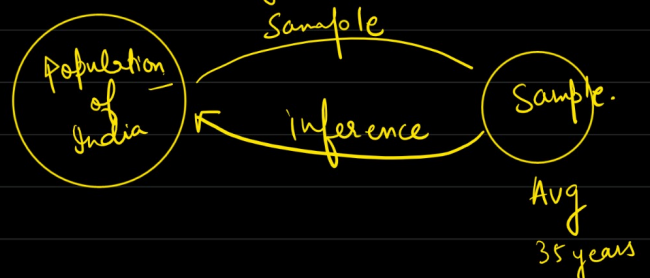 Sample
Population
of
India
inference
Sample.
Avg
35 years